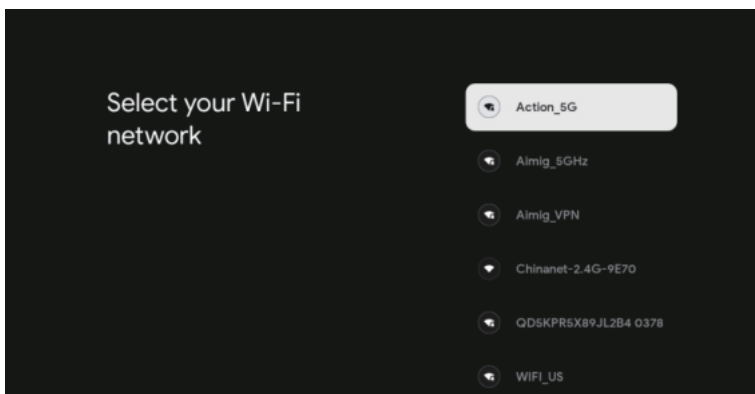 Select your Wi-Fi
network
Action_5G
Aimig_5GHz
Aimig_VPN
Chinanet-2.4G-9E70
QD5KPR5X89JL2B4 0378
WIFI_US